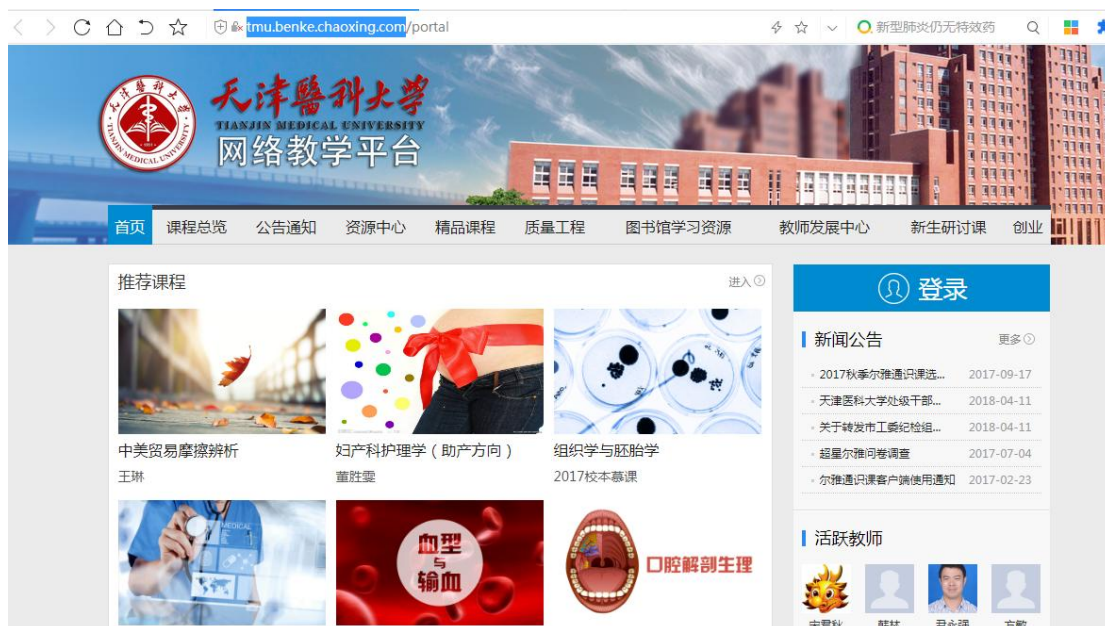 tmu.benke.chaoxing.com/portal
新型肺炎仍无特效药
天津醫科大学
TIANJIN MEDICAL UNIVERSITY
网络教学平台
首页 课程总览 公告通知 资源中心 精品课程 质量工程 图书馆学习资源 教师发展中心 新生研讨课 创业
推荐课程
进入
中美贸易摩擦辨析
王琳
妇产科护理学(助产方向)
董胜雯
组织学与胚胎学
2017校本慕课
MEDICAL
血型
与
输血
口腔解剖生理
登录
新闻公告
更多
2017秋季尔雅通识课选... 2017-09-17
天津医科大学处级干部... 2018-04-11
关于转发市工委纪检组... 2018-04-11
超星尔雅问卷调查 2017-07-04
尔雅通识课客户端使用通知 2017-02-23
活跃教师